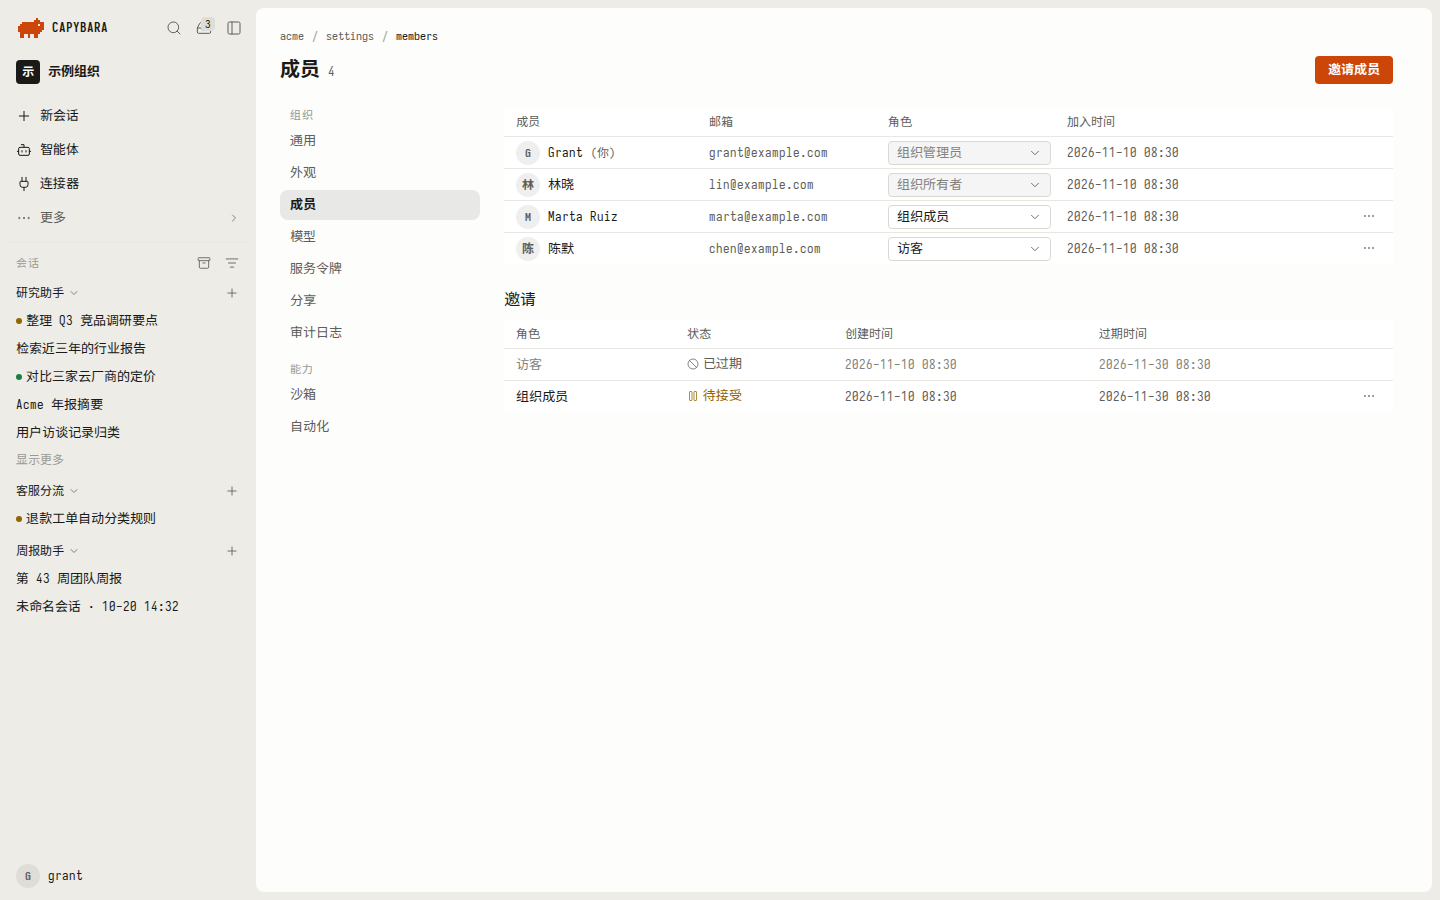 CAPYBARA
3
示 示例组织
新会话
智能体
连接器
更多
会话
研究助手
整理 Q3 竞品调研要点
检索近三年的行业报告
对比三家云厂商的定价
Acme 年报摘要
用户访谈记录归类
显示更多
客服分流
退款工单自动分类规则
周报助手
第 43 周团队周报
未命名会话 · 10-20 14:32
G grant
acme / settings / members
成员 4
邀请成员
组织
通用
外观
成员
模型
服务令牌
分享
审计日志
能力
沙箱
自动化
成员 邮箱 角色 加入时间
G Grant (你) grant@example.com 组织管理员 2026-11-10 08:30
林 林晓 lin@example.com 组织所有者 2026-11-10 08:30
M Marta Ruiz marta@example.com 组织成员 2026-11-10 08:30
陈 陈默 chen@example.com 访客 2026-11-10 08:30
邀请
角色 状态 创建时间 过期时间
访客 已过期 2026-11-10 08:30 2026-11-30 08:30
组织成员 待接受 2026-11-10 08:30 2026-11-30 08:30